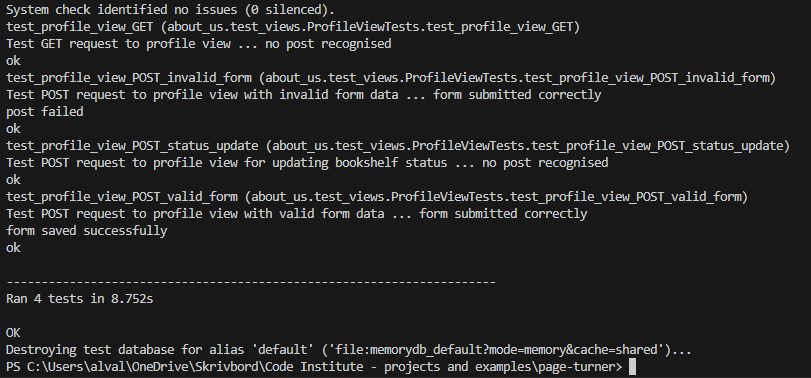 System check identified no issues (0 silenced).
test_profile_view_GET (about_us.test_views.ProfileViewTests.test_profile_view_GET)
Test GET request to profile view ... no post recognised
ok
test_profile_view_POST_invalid_form (about_us.test_views.ProfileViewTests.test_profile_view_POST_invalid_form)
Test POST request to profile view with invalid form data ... form submitted correctly
post failed
ok
test_profile_view_POST_status_update (about_us.test_views.ProfileViewTests.test_profile_view_POST_status_update)
Test POST request to profile view for updating bookshelf status ... no post recognised
ok
test_profile_view_POST_valid_form (about_us.test_views.ProfileViewTests.test_profile_view_POST_valid_form)
Test POST request to profile view with valid form data ... form submitted correctly
form saved successfully
ok
----------------------------------------------------------------------
Ran 4 tests in 8.752s
OK
Destroying test database for alias 'default' ('file:memorydb_default?mode=memory&cache=shared')...
PS C:\Users\alval\OneDrive\Skrivbord\Code Institute - projects and examples\page-turner>